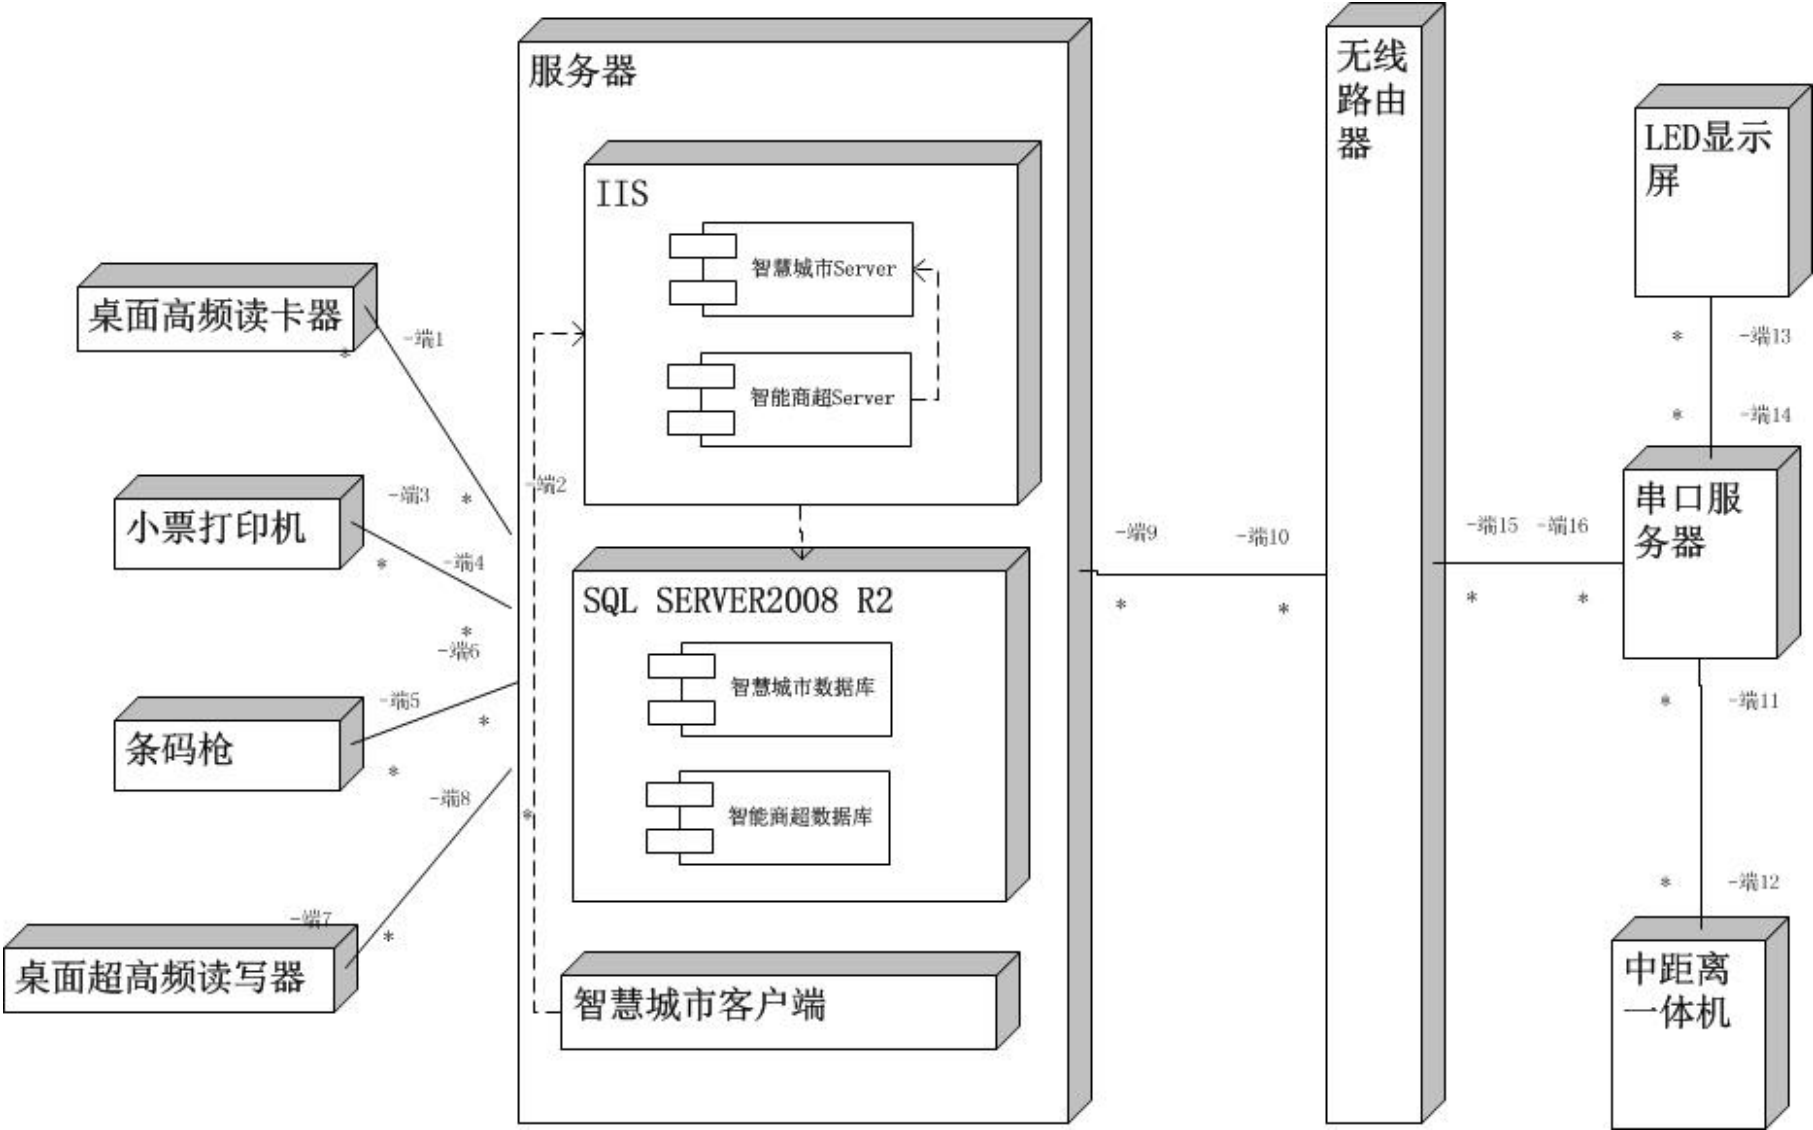 服务器
IIS
智慧城市Server
智能商超Server
SQL SERVER2008 R2
智慧城市数据库
智能商超数据库
智慧城市客户端
桌面高频读卡器
*
-端1
*
-端2
小票打印机
-端3
*
-端4
*
-端6
条码枪
-端5
*
*
-端8
*
桌面超高频读写器
-端7
*
-端9
*
-端10
*
无线
路由
器
-端15
*
-端16
*
LED显示
屏
*
-端13
*
-端14
串口服
务器
*
-端11
*
-端12
中距离
一体机